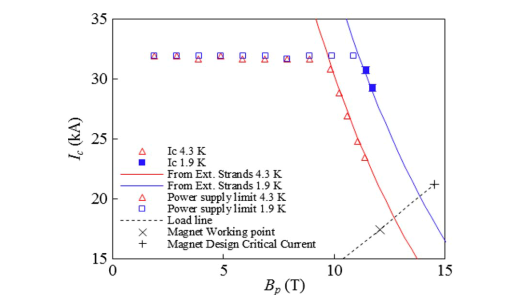 35
30
25
20
15
I_c (kA)
Ic 4.3 K
Ic 1.9 K
From Ext. Strands 4.3 K
From Ext. Strands 1.9 K
Power supply limit 4.3 K
Power supply limit 1.9 K
Load line
Magnet Working point
Magnet Design Critical Current
0 5 10 15
B_p (T)